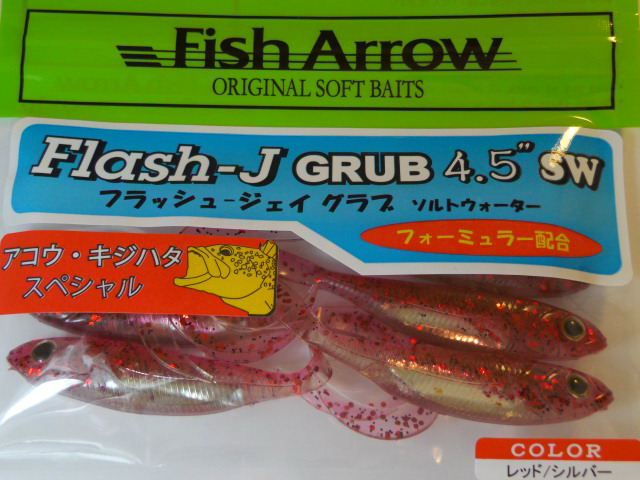 Fish Arrow
ORIGINAL SOFT BAITS
Flash-J GRUB 4.5" SW
フラッシュ-ジェイ グラブ ソルトウォーター
フォーミュラー配合
アコウ・キジハタ
スペシャル
COLOR
レッド/シルバー